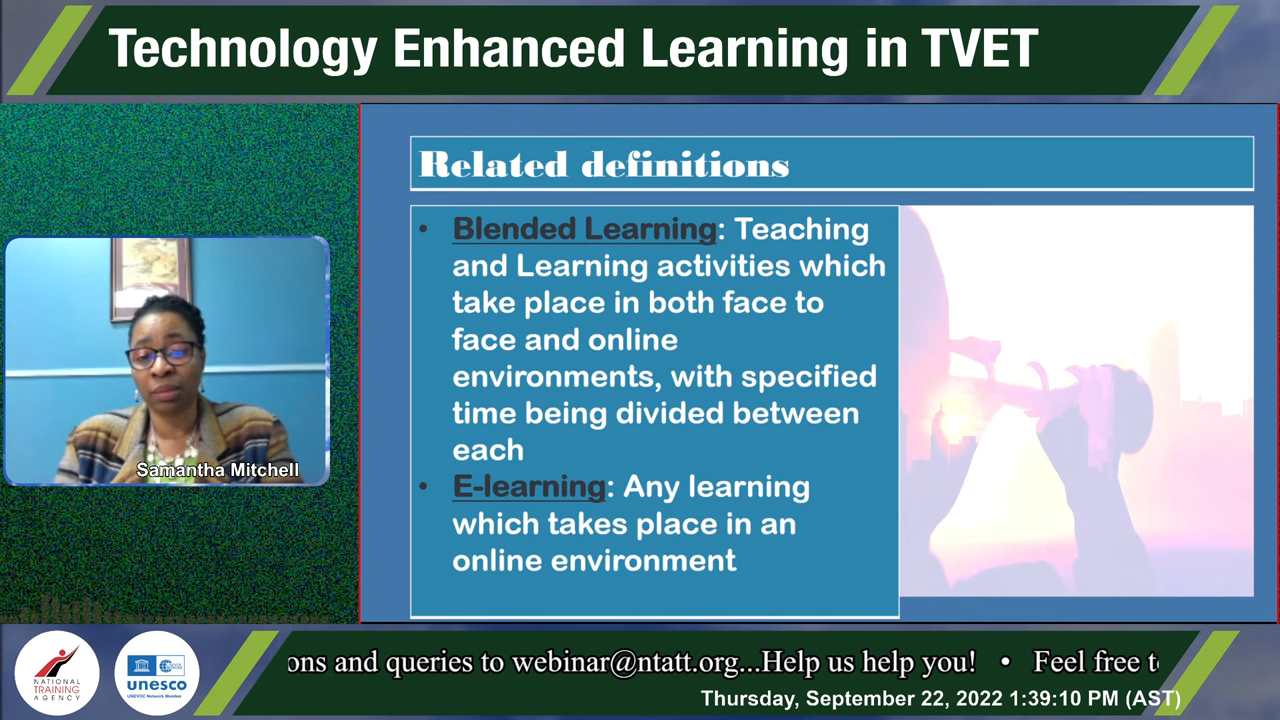 Technology Enhanced Learning in TVET
Related definitions
• Blended Learning: Teaching
and Learning activities which
take place in both face to
face and online
environments, with specified
time being divided between
each
• E-learning: Any learning
which takes place in an
online environment
Samantha Mitchell
NATIONAL
TRAINING
AGENCY
unesco
UNEVOC Network Member
ons and queries to webinar@ntatt.org...Help us help you! • Feel free t
Thursday, September 22, 2022 1:39:10 PM (AST)